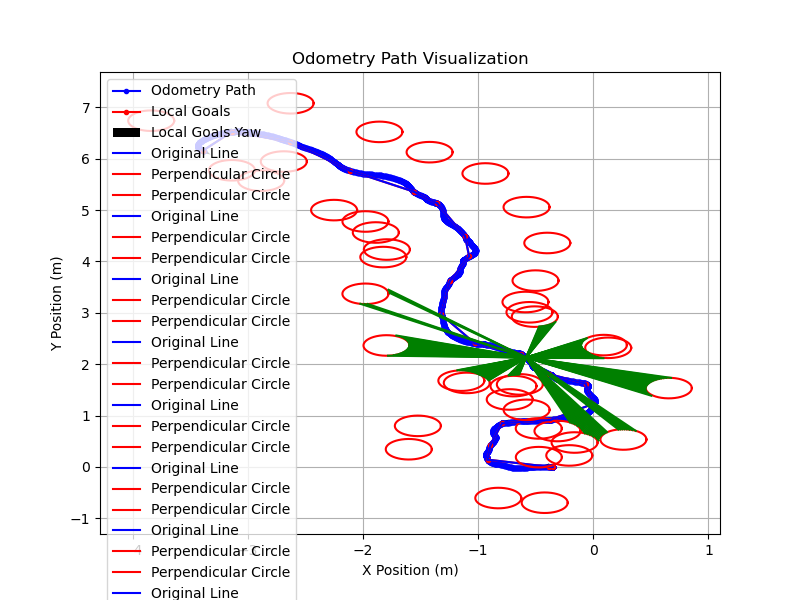 Odometry Path Visualization
Odometry Path
Local Goals
Local Goals Yaw
Original Line
Perpendicular Circle
Perpendicular Circle
Original Line
Perpendicular Circle
Perpendicular Circle
Original Line
Perpendicular Circle
Perpendicular Circle
Original Line
Perpendicular Circle
Perpendicular Circle
Original Line
Perpendicular Circle
Perpendicular Circle
Original Line
Perpendicular Circle
Perpendicular Circle
Original Line
Perpendicular Circle
Perpendicular Circle
Original Line
7
6
5
4
3
2
1
0
−1
Y Position (m)
−4
−3
−2
−1
0
1
X Position (m)